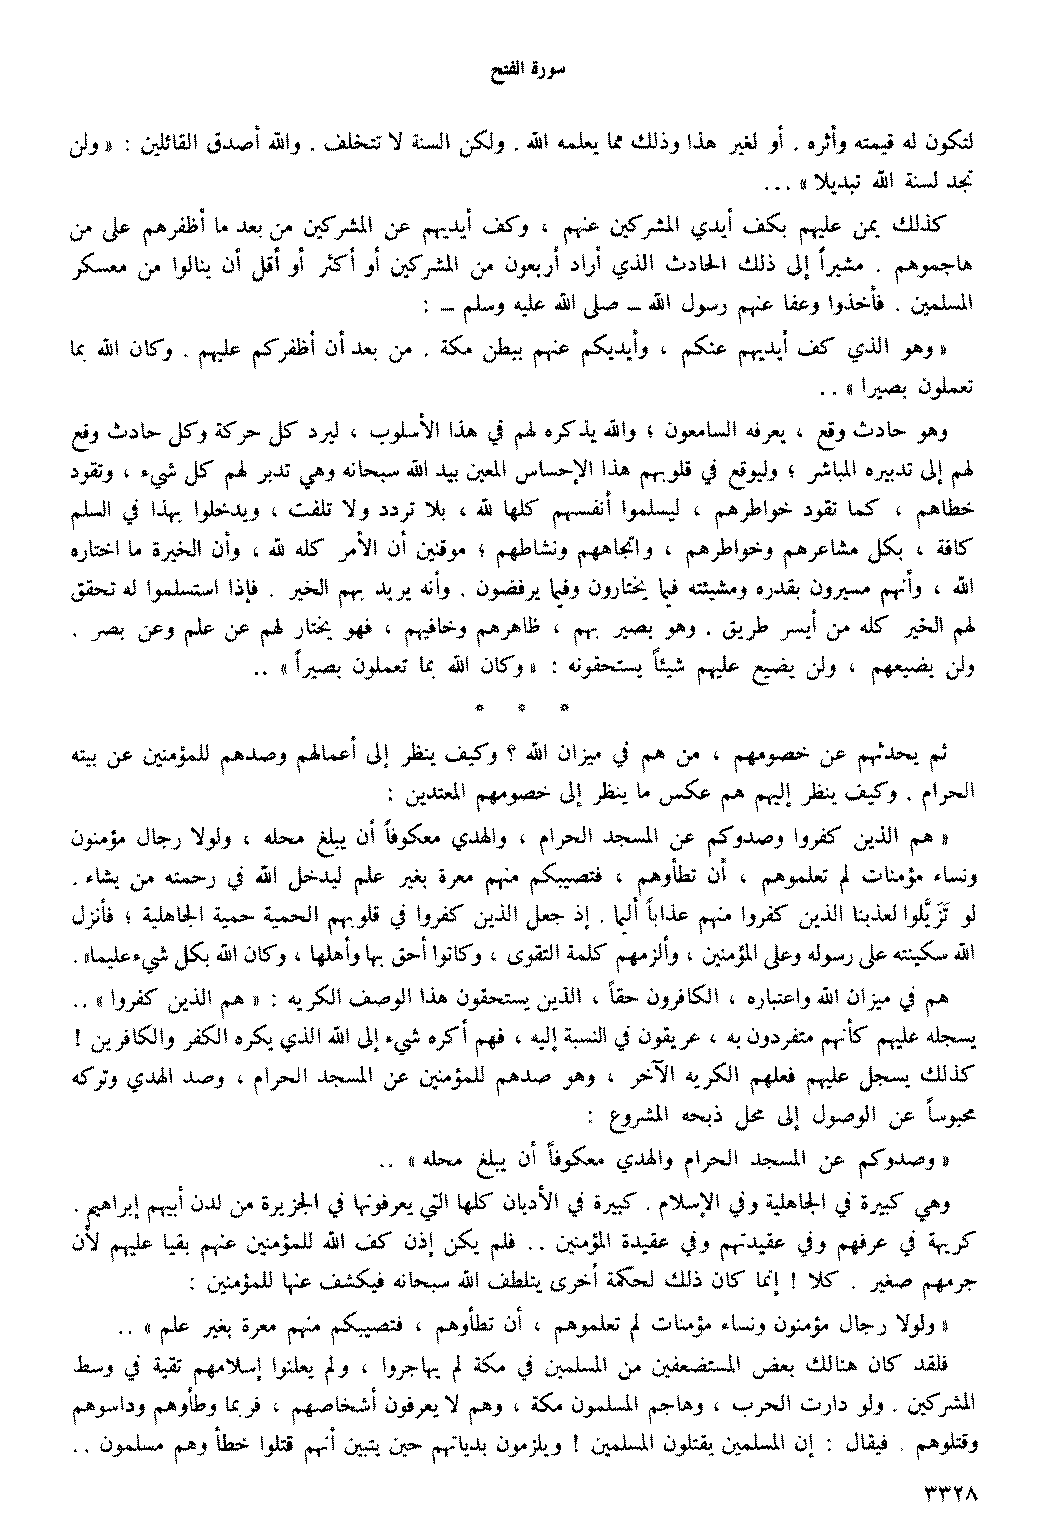 سورة الفتح
لتكون له قيمته وأثره . أو لغير هذا وذلك مما يعلمه الله . ولكن السنة لا تتخلف . والله أصدق القائلين : « ولن
تجد لسنة الله تبديلا » ...
كذلك يمن عليهم بكف أيدي المشركين عنهم ، وكف أيديهم عن المشركين من بعد ما أظفرهم على من
هاجموهم . مشيراً إلى ذلك الحادث الذي أراد أربعون من المشركين أو أكثر أو أقل أن ينالوا من معسكر
المسلمين . فأخذوا وعفا عنهم رسول الله ـ صلى الله عليه وسلم ـ :
« وهو الذي كف أيديهم عنكم ، وأيديكم عنهم ببطن مكة . من بعد أن أظفركم عليهم . وكان الله بما
تعملون بصيرا » ..
وهو حادث وقع ، يعرفه السامعون ؛ والله يذكره لهم في هذا الأسلوب ، ليرد كل حركة وكل حادث وقع
لهم إلى تدبيره المباشر ؛ وليوقع في قلوبهم هذا الإحساس المعين بيد الله سبحانه وهي تدبر لهم كل شيء ، وتقود
خطاهم ، كما تقود خواطرهم ، ليسلموا أنفسهم كلها لله ، بلا تردد ولا تلفت ، ويدخلوا بهذا في السلم
كافة ، بكل مشاعرهم وخواطرهم ، واتجاههم ونشاطهم ؛ موقنين أن الأمر كله لله ، وأن الخيرة ما اختاره
الله ، وأنهم مسيرون بقدره ومشيئته فيما يختارون وفيما يرفضون . وأنه يريد بهم الخير . فإذا استسلموا له تحقق
لهم الخير كله من أيسر طريق . وهو بصير بهم ، ظاهرهم وخافيهم ، فهو يختار لهم عن علم وعن بصر .
ولن يضيعهم ، ولن يضيع عليهم شيئاً يستحقونه : « وكان الله بما تعملون بصيراً » ..
* * *
ثم يحدثهم عن خصومهم ، من هم في ميزان الله ؟ وكيف ينظر إلى أعمالهم وصدهم للمؤمنين عن بيته
الحرام . وكيف ينظر إليهم هم عكس ما ينظر إلى خصومهم المعتدين :
« هم الذين كفروا وصدوكم عن المسجد الحرام ، والهدي معكوفاً أن يبلغ محله ، ولولا رجال مؤمنون
ونساء مؤمنات لم تعلموهم ، أن تطأوهم ، فتصيبكم منهم معرة بغير علم ليدخل الله في رحمته من يشاء .
لو تَزَيَّلوا لعذبنا الذين كفروا منهم عذاباً أليما . إذ جعل الذين كفروا في قلوبهم الحمية حمية الجاهلية ؛ فأنزل
الله سكينته على رسوله وعلى المؤمنين ، وألزمهم كلمة التقوى ، وكانوا أحق بها وأهلها ، وكان الله بكل شيء عليما» .
هم في ميزان الله واعتباره ، الكافرون حقاً ، الذين يستحقون هذا الوصف الكريه : « هم الذين كفروا » ..
يسجله عليهم كأنهم متفردون به ، عريقون في النسبة إليه ، فهم أكره شيء إلى الله الذي يكره الكفر والكافرين !
كذلك يسجل عليهم فعلهم الكريه الآخر ، وهو صدهم للمؤمنين عن المسجد الحرام ، وصد الهدي وتركه
محبوساً عن الوصول إلى محل ذبحه المشروع :
« وصدوكم عن المسجد الحرام والهدي معكوفاً أن يبلغ محله » ..
وهي كبيرة في الجاهلية وفي الإسلام . كبيرة في الأديان كلها التي يعرفونها في الجزيرة من لدن أبيهم إبراهيم .
كريهة في عرفهم وفي عقيدتهم وفي عقيدة المؤمنين .. فلم يكن إذن كف الله للمؤمنين عنهم بقيا عليهم لأن
جرمهم صغير . كلا ! إنما كان ذلك لحكمة أخرى يتلطف الله سبحانه فيكشف عنها للمؤمنين :
« ولولا رجال مؤمنون ونساء مؤمنات لم تعلموهم ، أن تطأوهم ، فتصيبكم منهم معرة بغير علم » ..
فلقد كان هنالك بعض المستضعفين من المسلمين في مكة لم يهاجروا ، ولم يعلنوا إسلامهم تقية في وسط
المشركين . ولو دارت الحرب ، وهاجم المسلمون مكة ، وهم لا يعرفون أشخاصهم ، فربما وطأوهم وداسوهم
وقتلوهم . فيقال : إن المسلمين يقتلون المسلمين ! ويلزمون بدياتهم حين يتبين أنهم قتلوا خطأ وهم مسلمون ..
٣٣٢٨